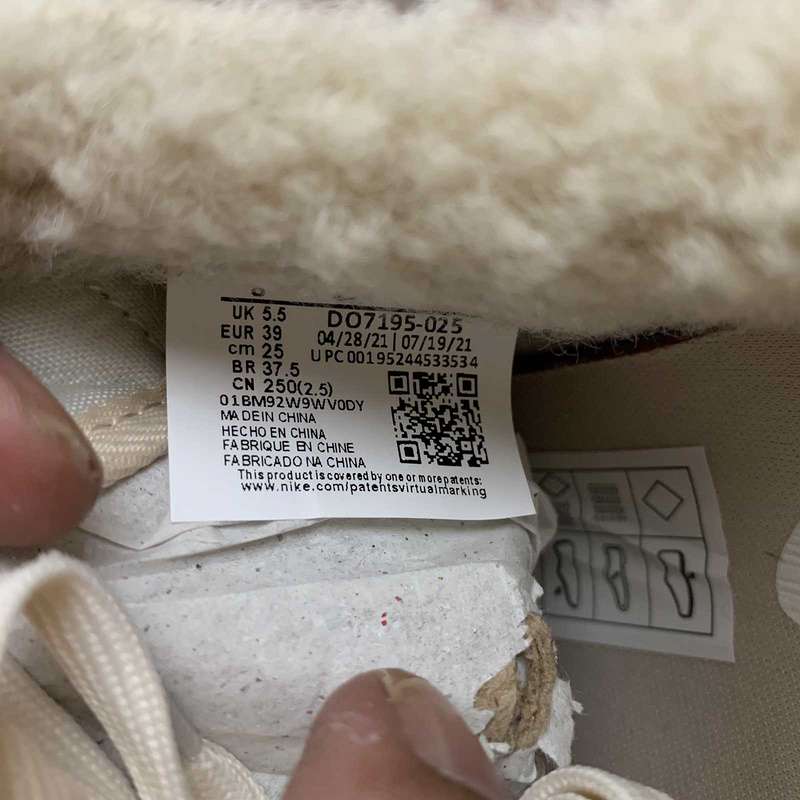 UK 5.5
EUR 39
cm 25
BR 37.5
CN 250(2.5)
DO7195-025
04/28/21 | 07/19/21
UPC 00195244533534
01BM92W9WV0DY
MADE IN CHINA
HECHO EN CHINA
FABRIQUE EN CHINE
FABRICADO NA CHINA
This product is covered by one or more patents:
www.nike.com/patentsvirtualmarking